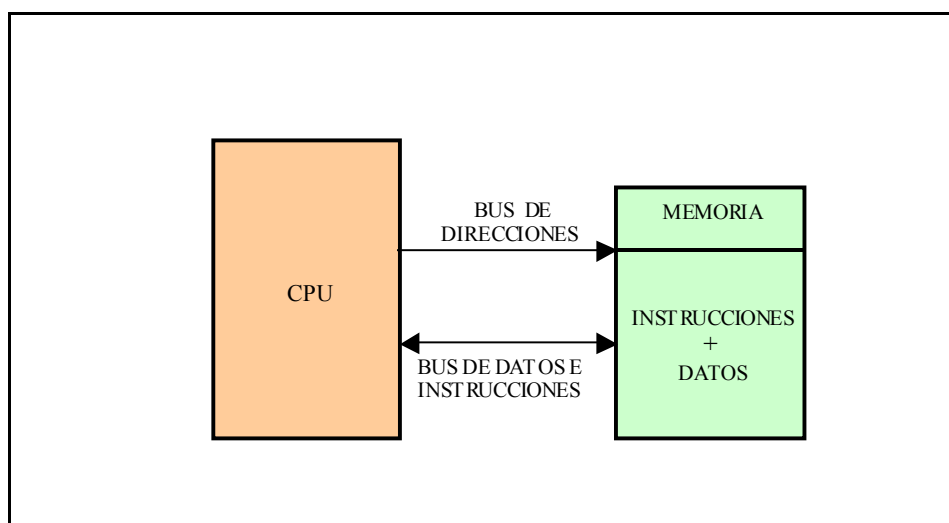 CPU
BUS DE
DIRECCIONES
BUS DE DATOS E
INSTRUCCIONES
MEMORIA
INSTRUCCIONES
+
DATOS